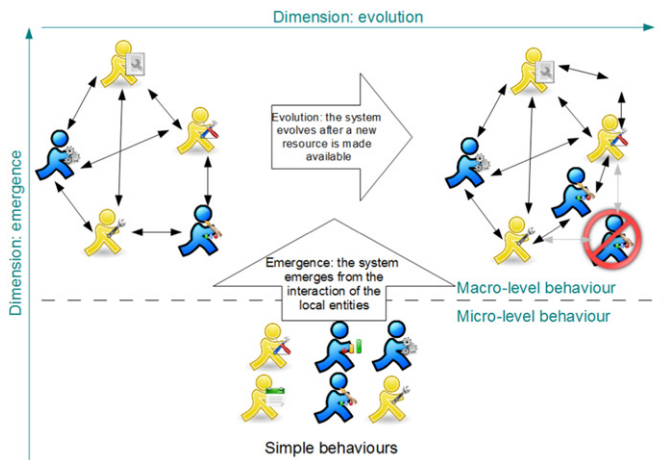 Dimension: evolution
Dimension: emergence
Evolution: the system
evolves after a new
resource is made
available
Emergence: the system
emerges from the
interaction of the
local entities
Macro-level behaviour
Micro-level behaviour
Simple behaviours